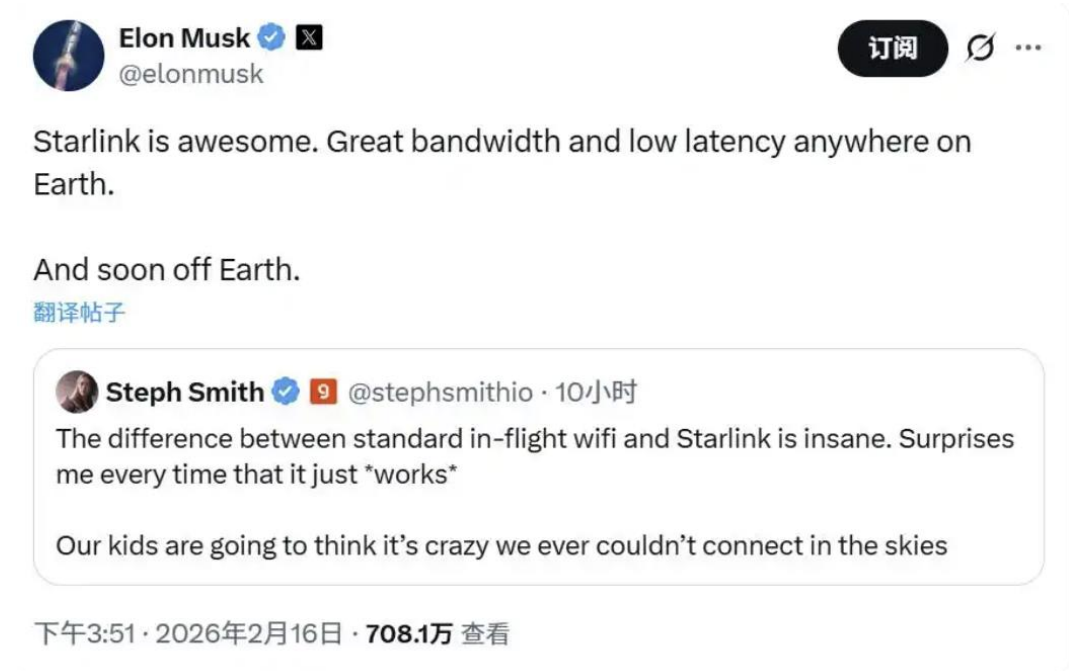 Elon Musk
订阅
@elonmusk
Starlink is awesome. Great bandwidth and low latency anywhere on
Earth.
And soon off Earth.
翻译帖子
Steph Smith 9 @stephsmithio · 10小时
The difference between standard in-flight wifi and Starlink is insane. Surprises
me every time that it just *works*
Our kids are going to think it’s crazy we ever couldn’t connect in the skies
下午3:51 · 2026年2月16日 · 708.1万 查看